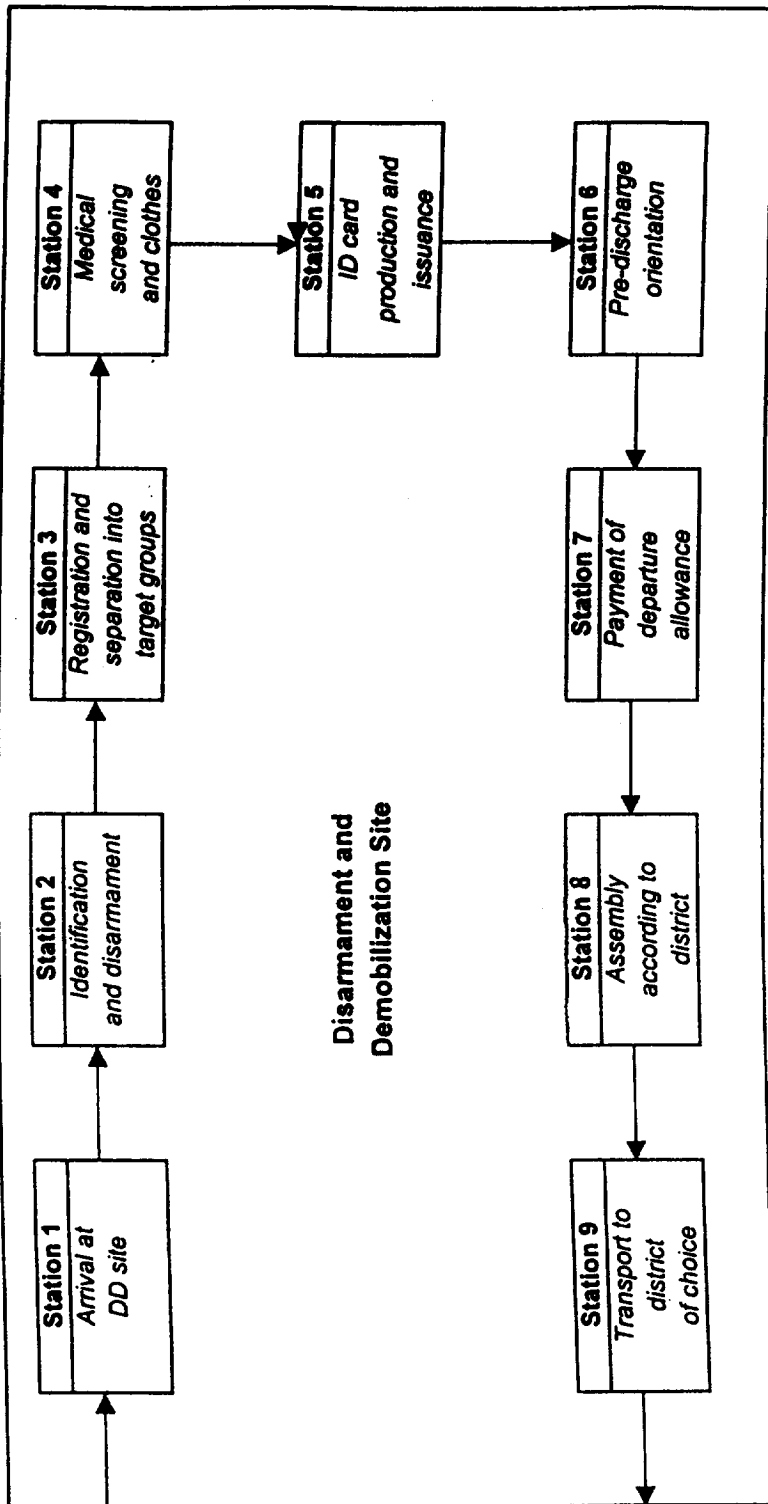 Station 1
Arrival at
DD site
Station 2
Identification
and disarmament
Station 3
Registration and
separation into
target groups
Station 4
Medical
screening
and clothes
Station 5
ID card
production and
issuance
Disarmament and
Demobilization Site
Station 6
Pre-discharge
orientation
Station 7
Payment of
departure
allowance
Station 8
Assembly
according to
district
Station 9
Transport to
district
of choice